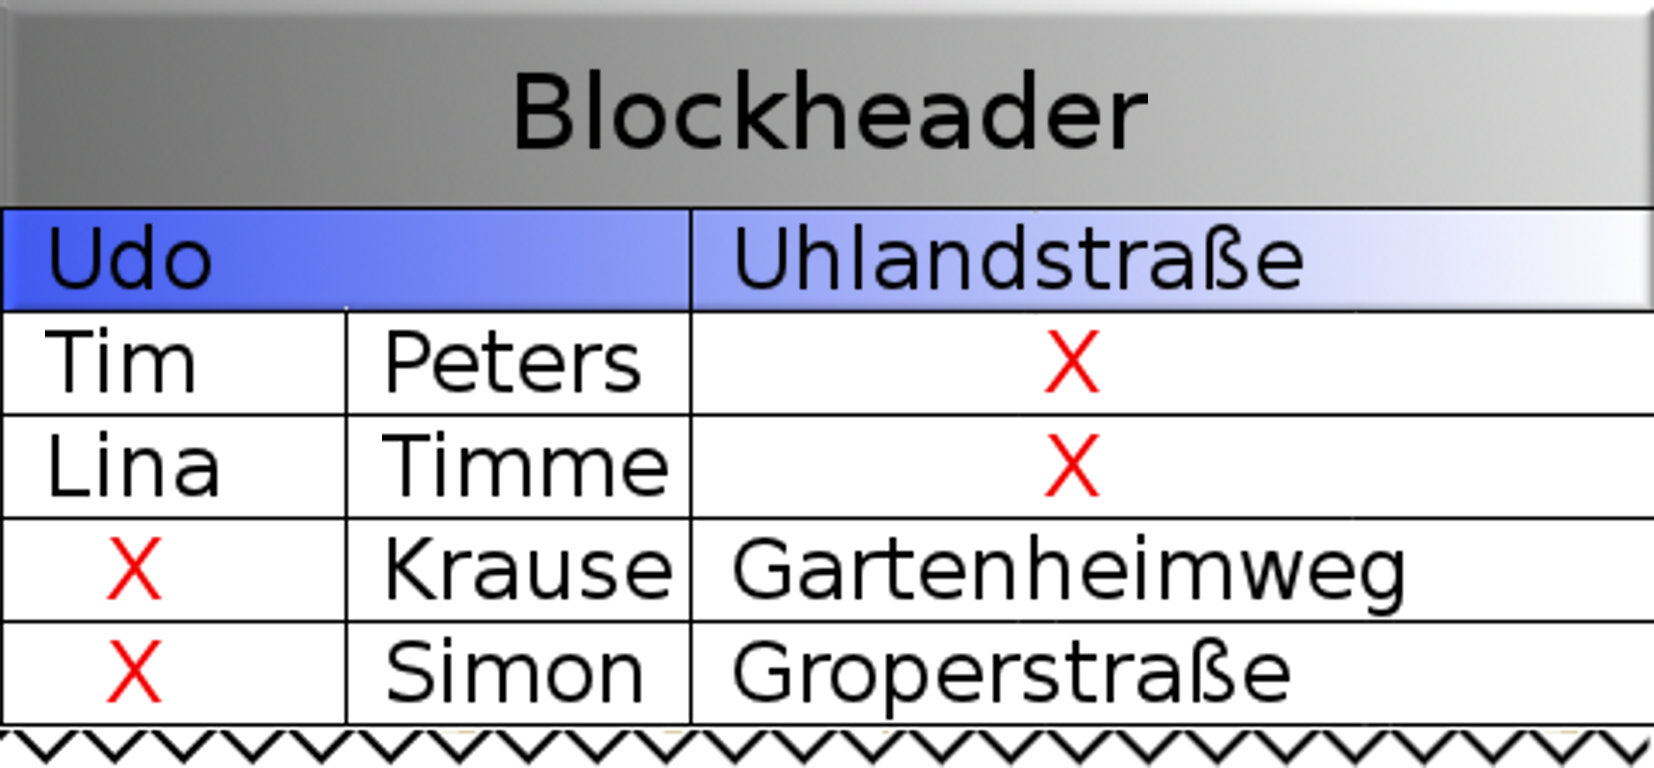 Blockheader
Udo Uhlandstraße
Tim Peters X
Lina Timme X
X Krause Gartenheimweg
X Simon Groperstraße